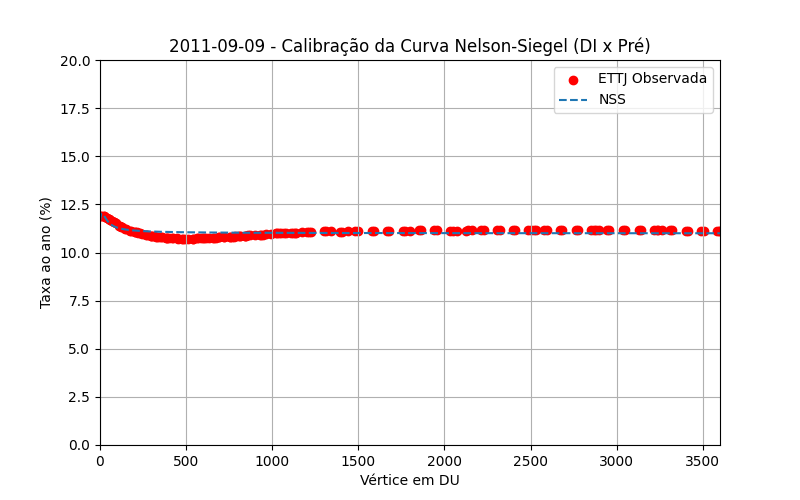 2011-09-09 - Calibração da Curva Nelson-Siegel (DI x Pré)
ETTJ Observada
NSS
Taxa ao ano (%)
20.0
17.5
15.0
12.5
10.0
7.5
5.0
2.5
0.0
0 500 1000 1500 2000 2500 3000 3500
Vértice em DU